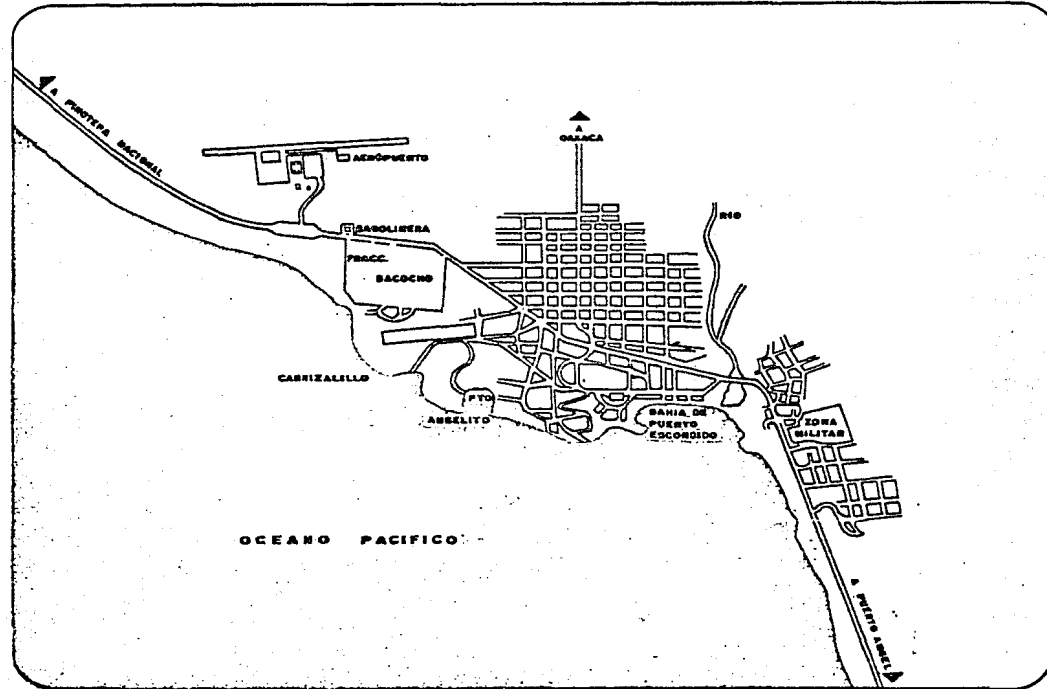 A PINOTEPA NACIONAL
A
OAXACA
AEROPUERTO
RIO
GASOLINERA
FRACC.
BACOCHO
CARRIZALILLO
PTO.
ANGELITO
BAHIA DE
PUERTO
ESCONDIDO
ZONA
MILITAR
OCEANO PACIFICO
A PUERTO ANGEL